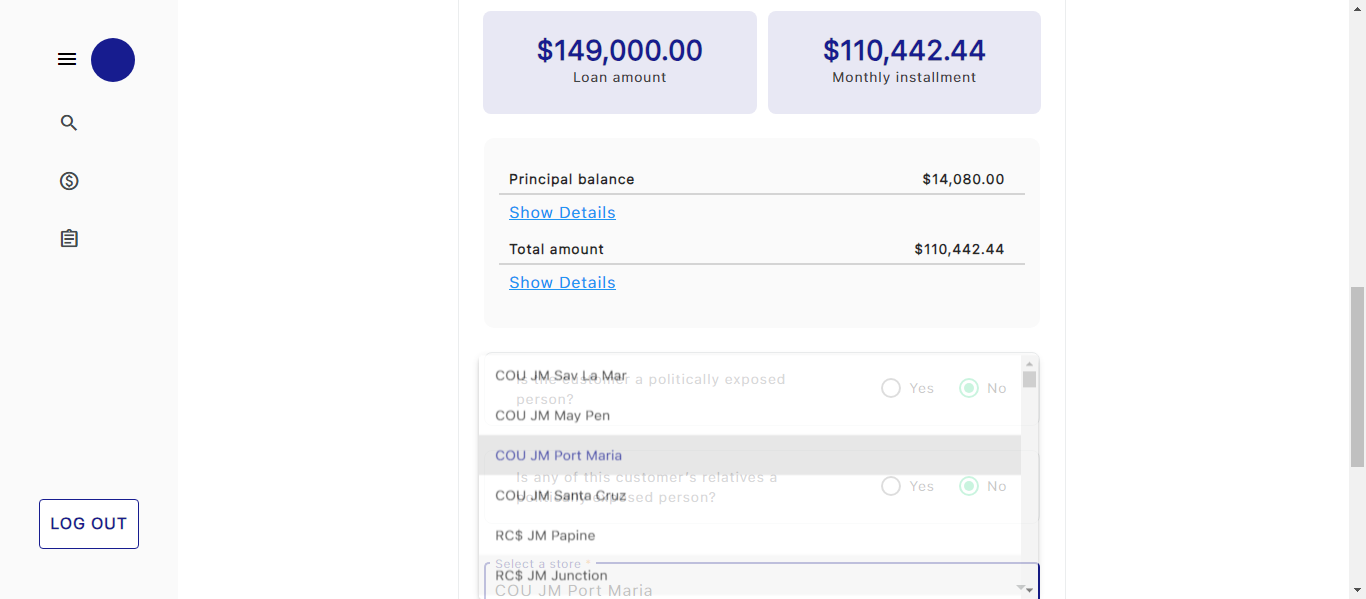 $149,000.00
Loan amount
$110,442.44
Monthly installment
Principal balance $14,080.00
Show Details
Total amount $110,442.44
Show Details
COU JM Sav La Mar
Is the customer a politically exposed
person?
Yes No
COU JM May Pen
COU JM Port Maria
Is any of this customer's relatives a
politically exposed person?
Yes No
COU JM Santa Cruz
RC$ JM Papine
Select a store *
RC$ JM Junction
COU JM Port Maria
LOG OUT